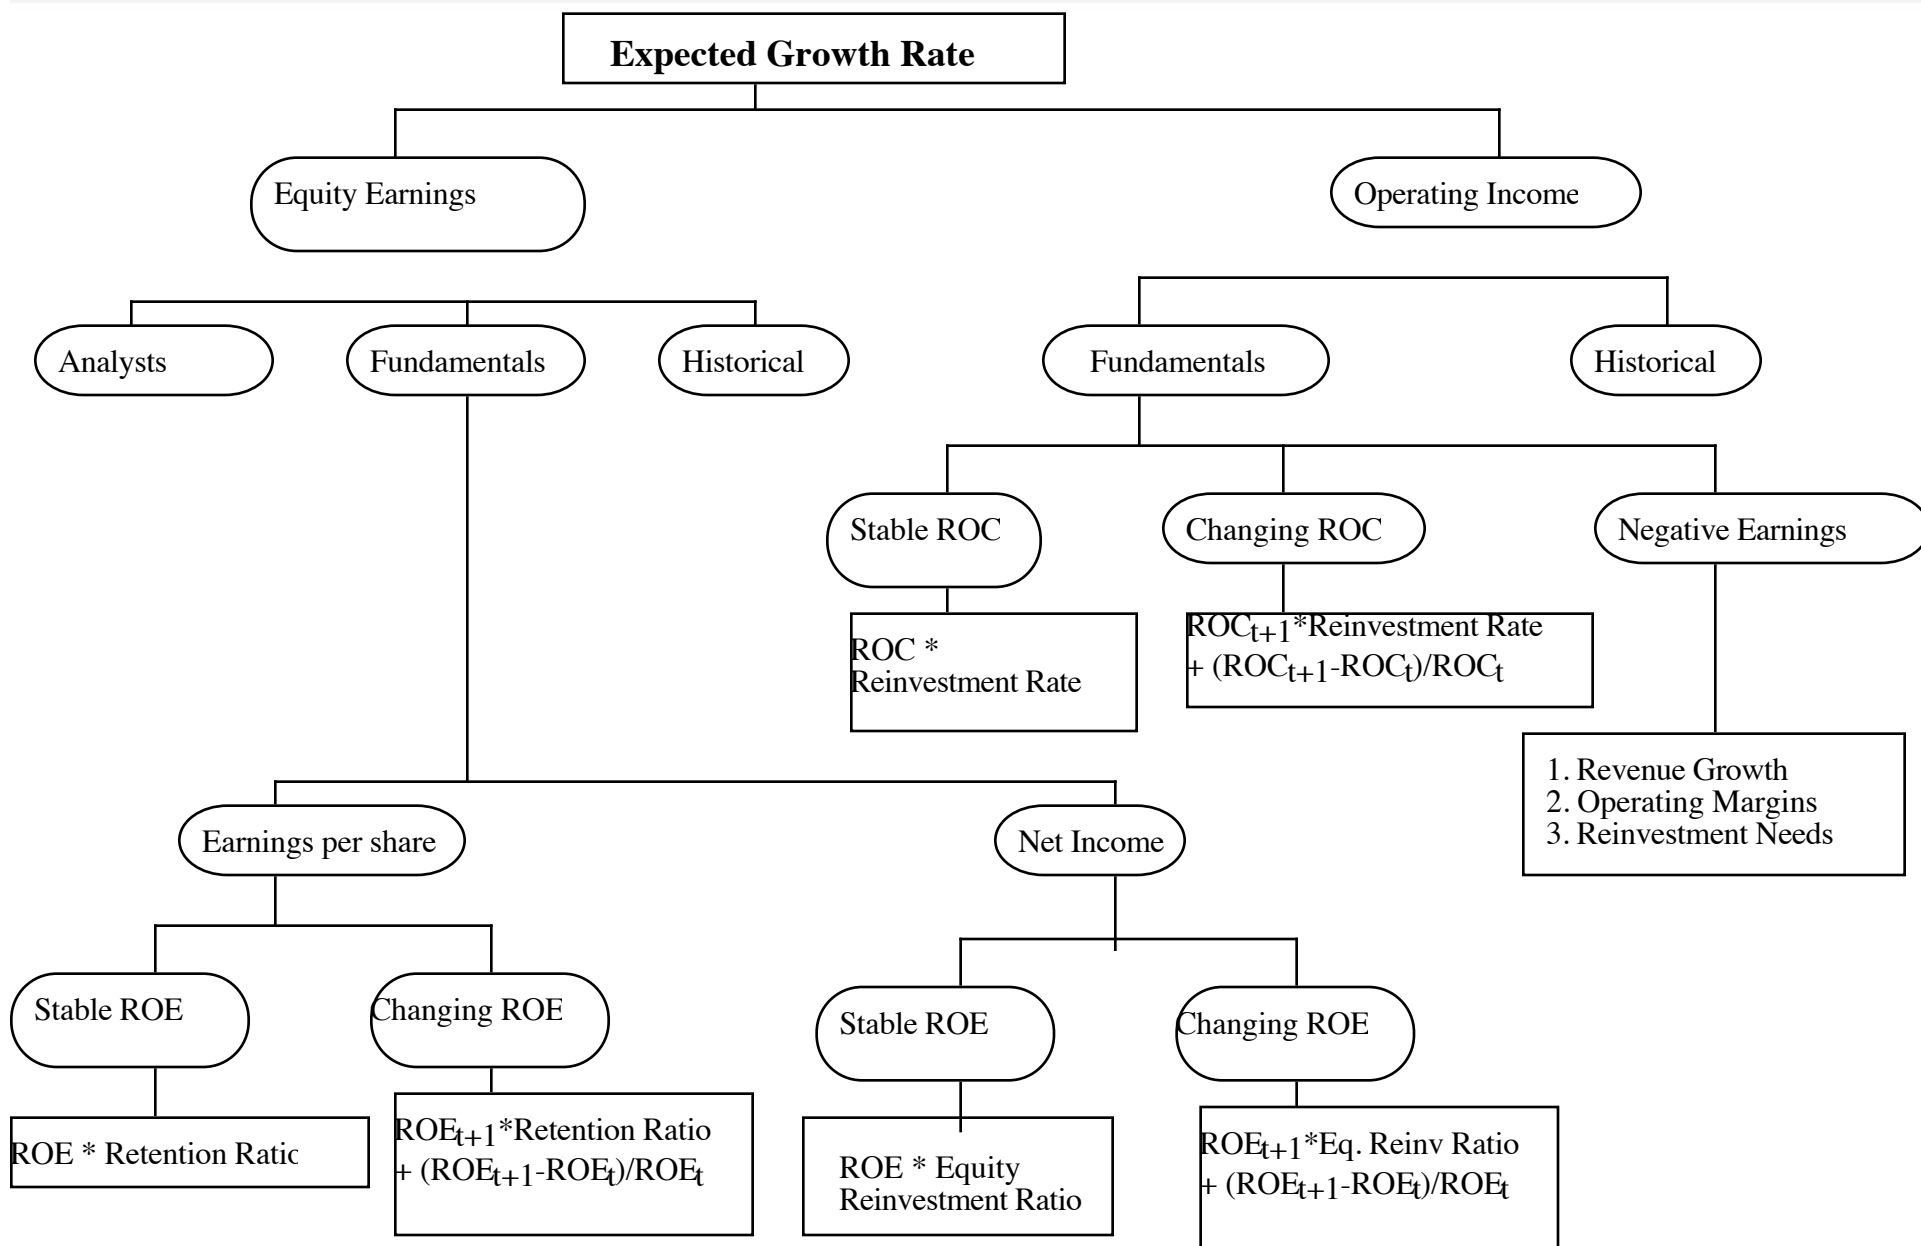 Expected Growth Rate
Equity Earnings
Operating Income
Analysts
Fundamentals
Historical
Fundamentals
Historical
Stable ROC
Changing ROC
Negative Earnings
ROC *
Reinvestment Rate
ROCt+1*Reinvestment Rate
+ (ROCt+1-ROCt)/ROCt
1. Revenue Growth
2. Operating Margins
3. Reinvestment Needs
Earnings per share
Net Income
Stable ROE
Changing ROE
Stable ROE
Changing ROE
ROE * Retention Ratio
ROEt+1*Retention Ratio
+ (ROEt+1-ROEt)/ROEt
ROE * Equity
Reinvestment Ratio
ROEt+1*Eq. Reinv Ratio
+ (ROEt+1-ROEt)/ROEt